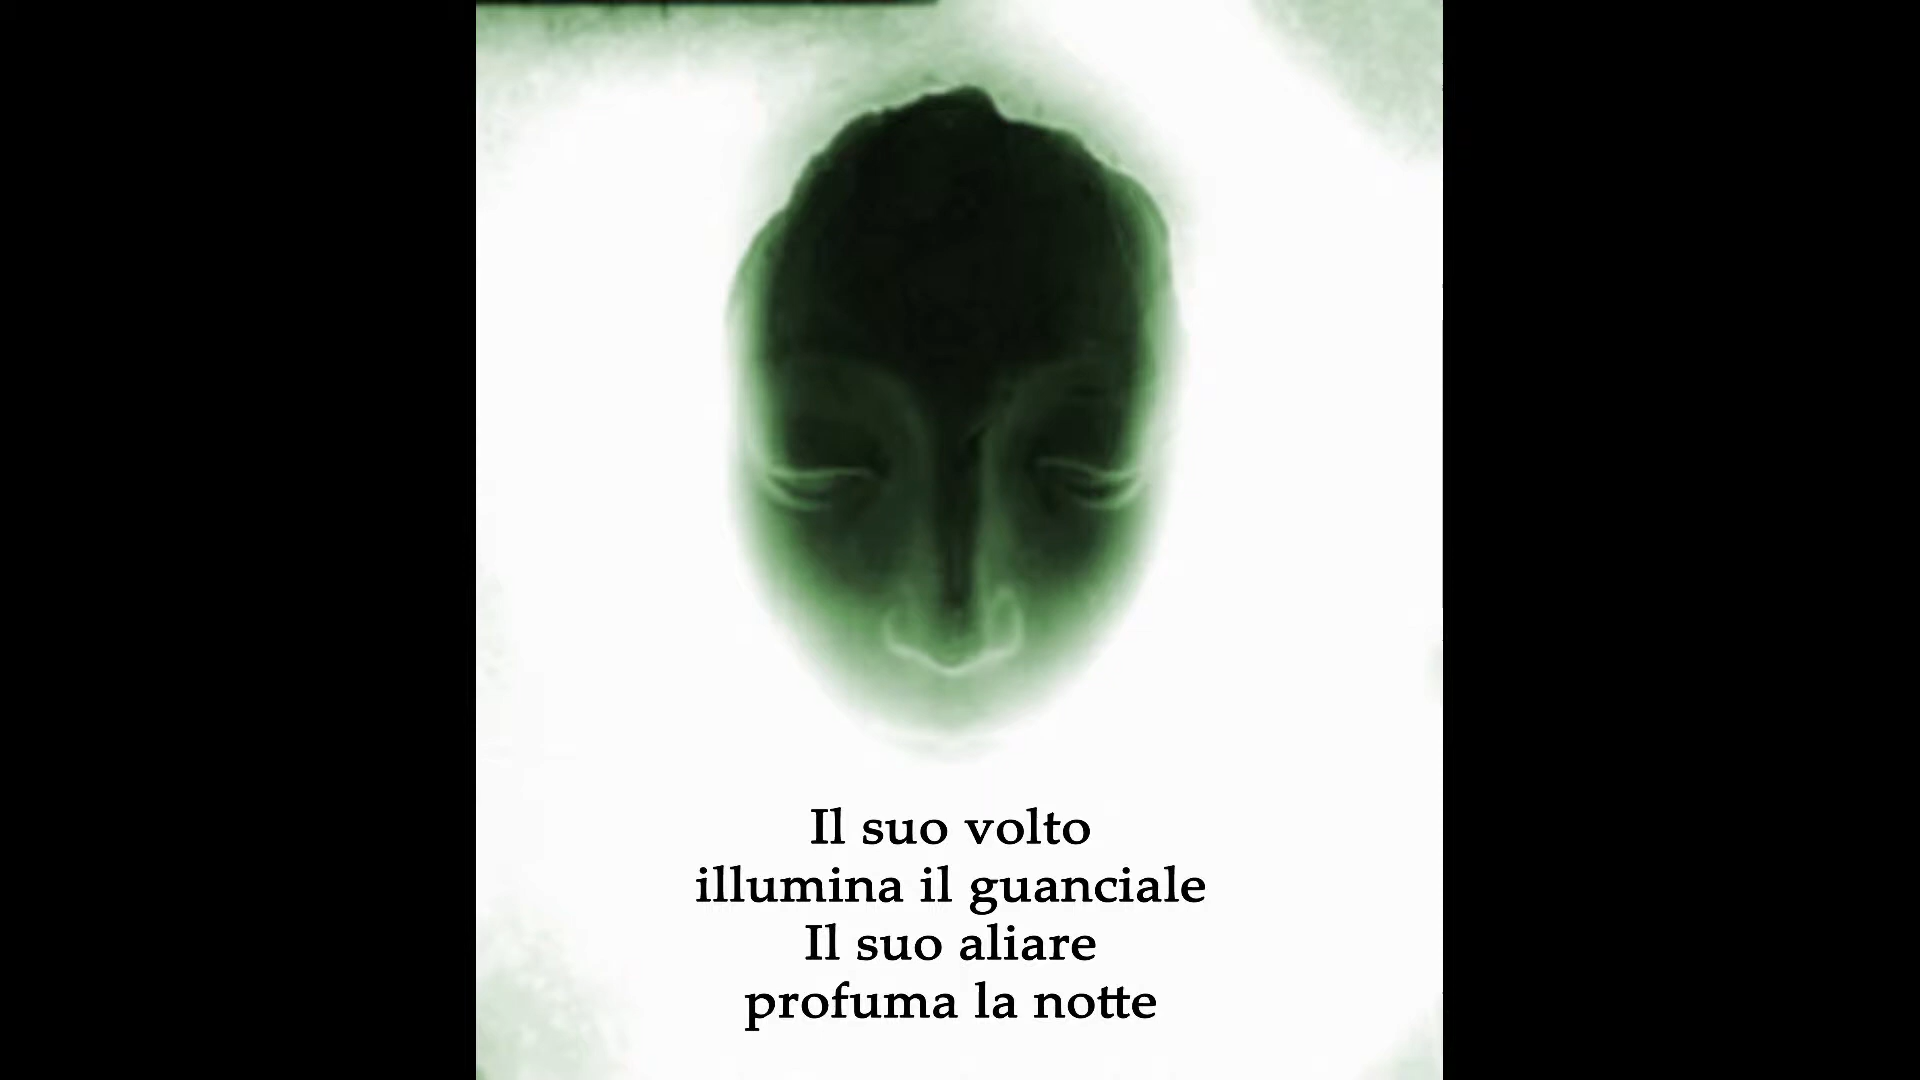 Il suo volto
illumina il guanciale
Il suo aliare
profuma la notte